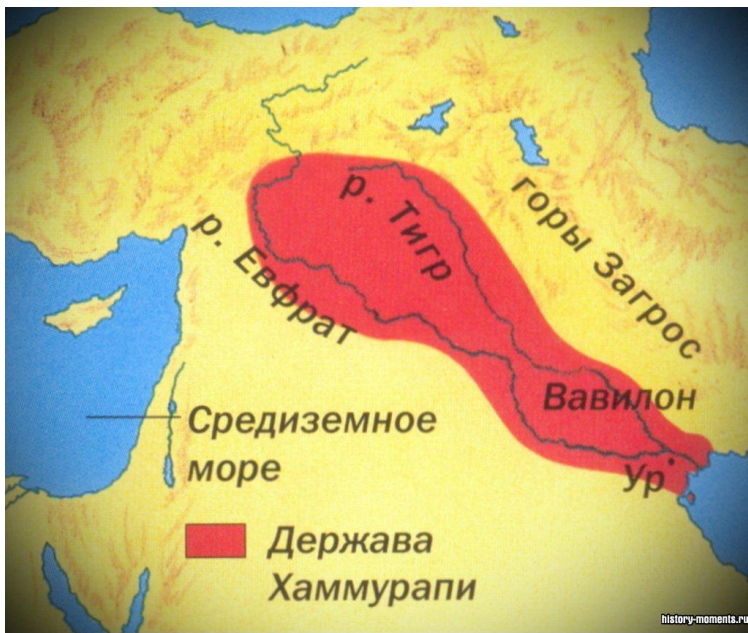 р. Тигр
горы Загрос
р. Евфрат
Вавилон
Средиземное
море
Ур
Держава
Хаммурапи
history-moments.ru